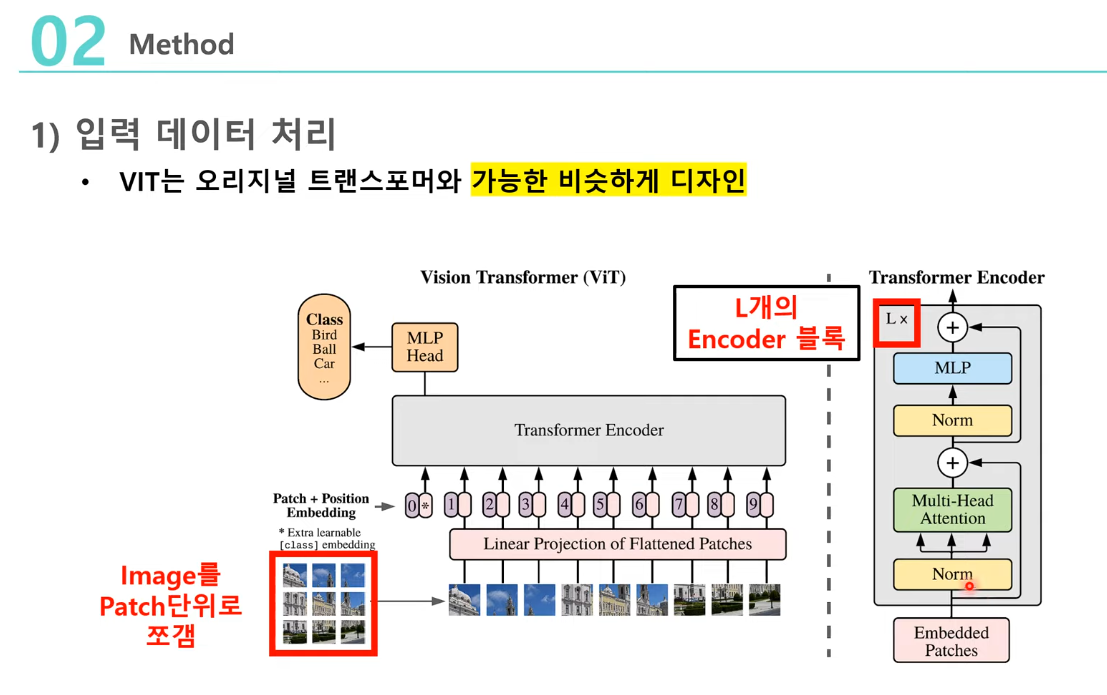 02 Method
1) 입력 데이터 처리
• VIT는 오리지널 트랜스포머와 가능한 비슷하게 디자인
Vision Transformer (ViT)
Class
Bird
Ball
Car
...
MLP
Head
Transformer Encoder
Patch + Position
Embedding
* Extra learnable
[class] embedding
0 * 1 2 3 4 5 6 7 8 9
Linear Projection of Flattened Patches
Image를
Patch단위로
쪼갬
L개의
Encoder 블록
Transformer Encoder
L ×
+
MLP
Norm
+
Multi-Head
Attention
Norm
Embedded
Patches